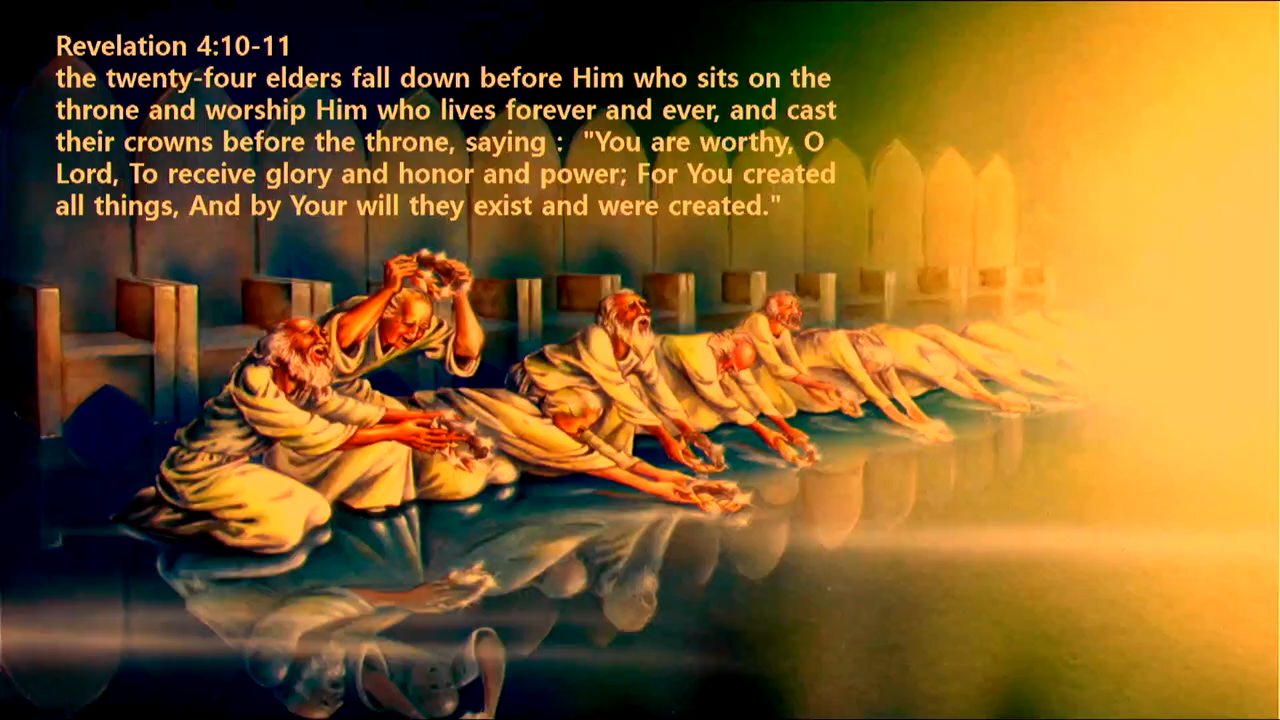 Revelation 4:10-11
the twenty-four elders fall down before Him who sits on the
throne and worship Him who lives forever and ever, and cast
their crowns before the throne, saying :  "You are worthy, O
Lord, To receive glory and honor and power; For You created
all things, And by Your will they exist and were created."